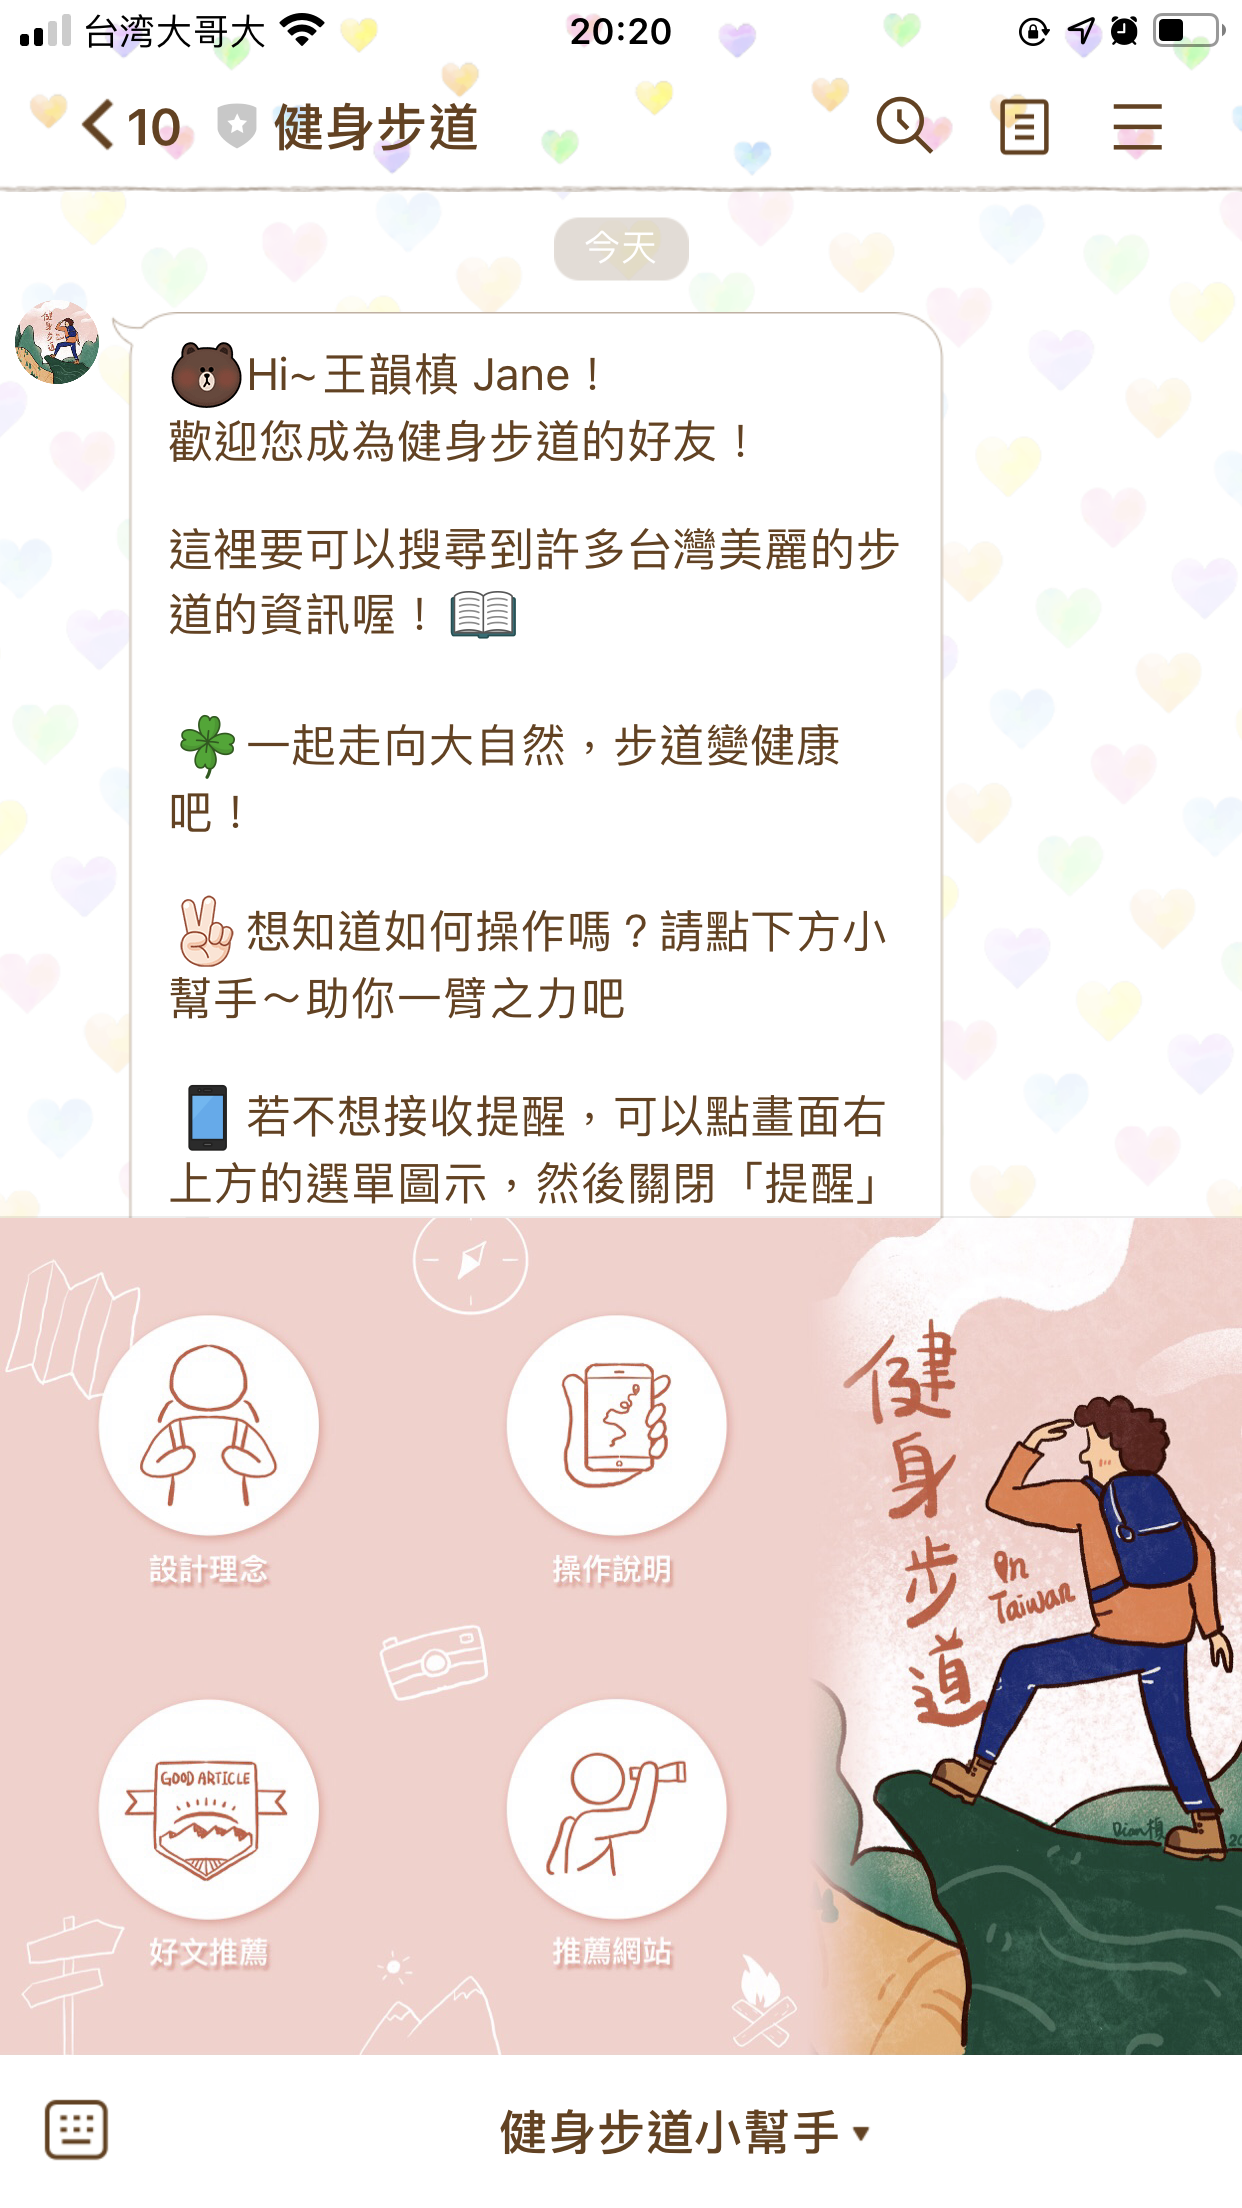 台湾大哥大 20:20
10 健身步道
今天
Hi~王韻槙 Jane！
歡迎您成為健身步道的好友！
這裡要可以搜尋到許多台灣美麗的步
道的資訊喔！
一起走向大自然，步道變健康
吧！
想知道如何操作嗎？請點下方小
幫手～助你一臂之力吧
若不想接收提醒，可以點畫面右
上方的選單圖示，然後關閉「提醒」
設計理念
操作說明
GOOD ARTICLE
好文推薦
推薦網站
健身步道
in
Taiwan
健身步道小幫手